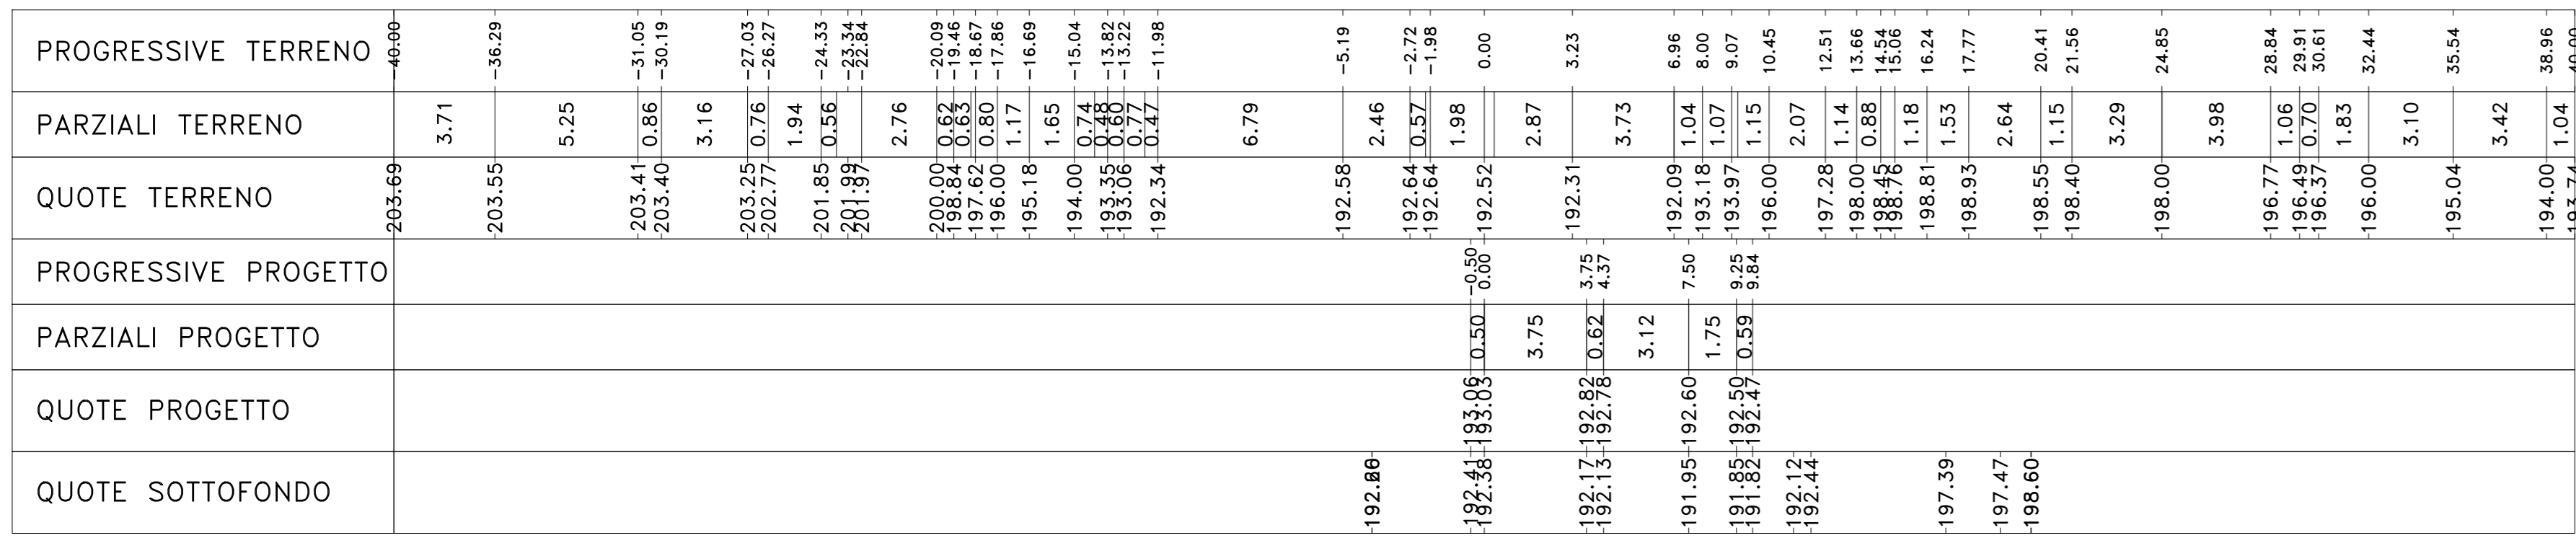 PROGRESSIVE TERRENO -40.00 -36.29 -31.05 -30.19 -27.03 -26.27 -24.33 -23.34 -22.84 -20.09 -19.46 -18.67 -17.86 -16.69 -15.04 -13.82 -13.22 -11.98 -5.19 -2.72 -1.98 0.00 3.23 6.96 8.00 9.07 10.45 12.51 13.66 14.54 15.06 16.24 17.77 20.41 21.56 24.85 28.84 29.91 30.61 32.44 35.54 38.96 40.00
PARZIALI TERRENO 3.71 5.25 0.86 3.16 0.76 1.94 0.56 2.76 0.62 0.63 0.80 1.17 1.65 0.74 0.48 0.60 0.77 0.47 6.79 2.46 0.57 1.98 2.87 3.73 1.04 1.07 1.15 2.07 1.14 0.88 1.18 1.53 2.64 1.15 3.29 3.98 1.06 0.70 1.83 3.10 3.42 1.04
QUOTE TERRENO 203.69 203.55 203.41 203.40 203.25 202.77 201.85 201.99 201.97 200.00 198.84 197.62 196.00 195.18 194.00 193.35 193.06 192.34 192.58 192.64 192.64 192.52 192.31 192.09 193.18 193.97 196.00 197.28 198.00 198.45 198.76 198.81 198.93 198.55 198.40 198.00 196.77 196.49 196.37 196.00 195.04 194.00 193.74
PROGRESSIVE PROGETTO -0.50 0.00 3.75 4.37 7.50 9.25 9.84
PARZIALI PROGETTO 0.50 3.75 0.62 3.12 1.75 0.59
QUOTE PROGETTO 193.06 193.03 192.82 192.78 192.60 192.50 192.47
QUOTE SOTTOFONDO 192.41 192.38 192.17 192.13 191.95 191.85 191.82 192.12 192.44 197.39 197.47 198.60